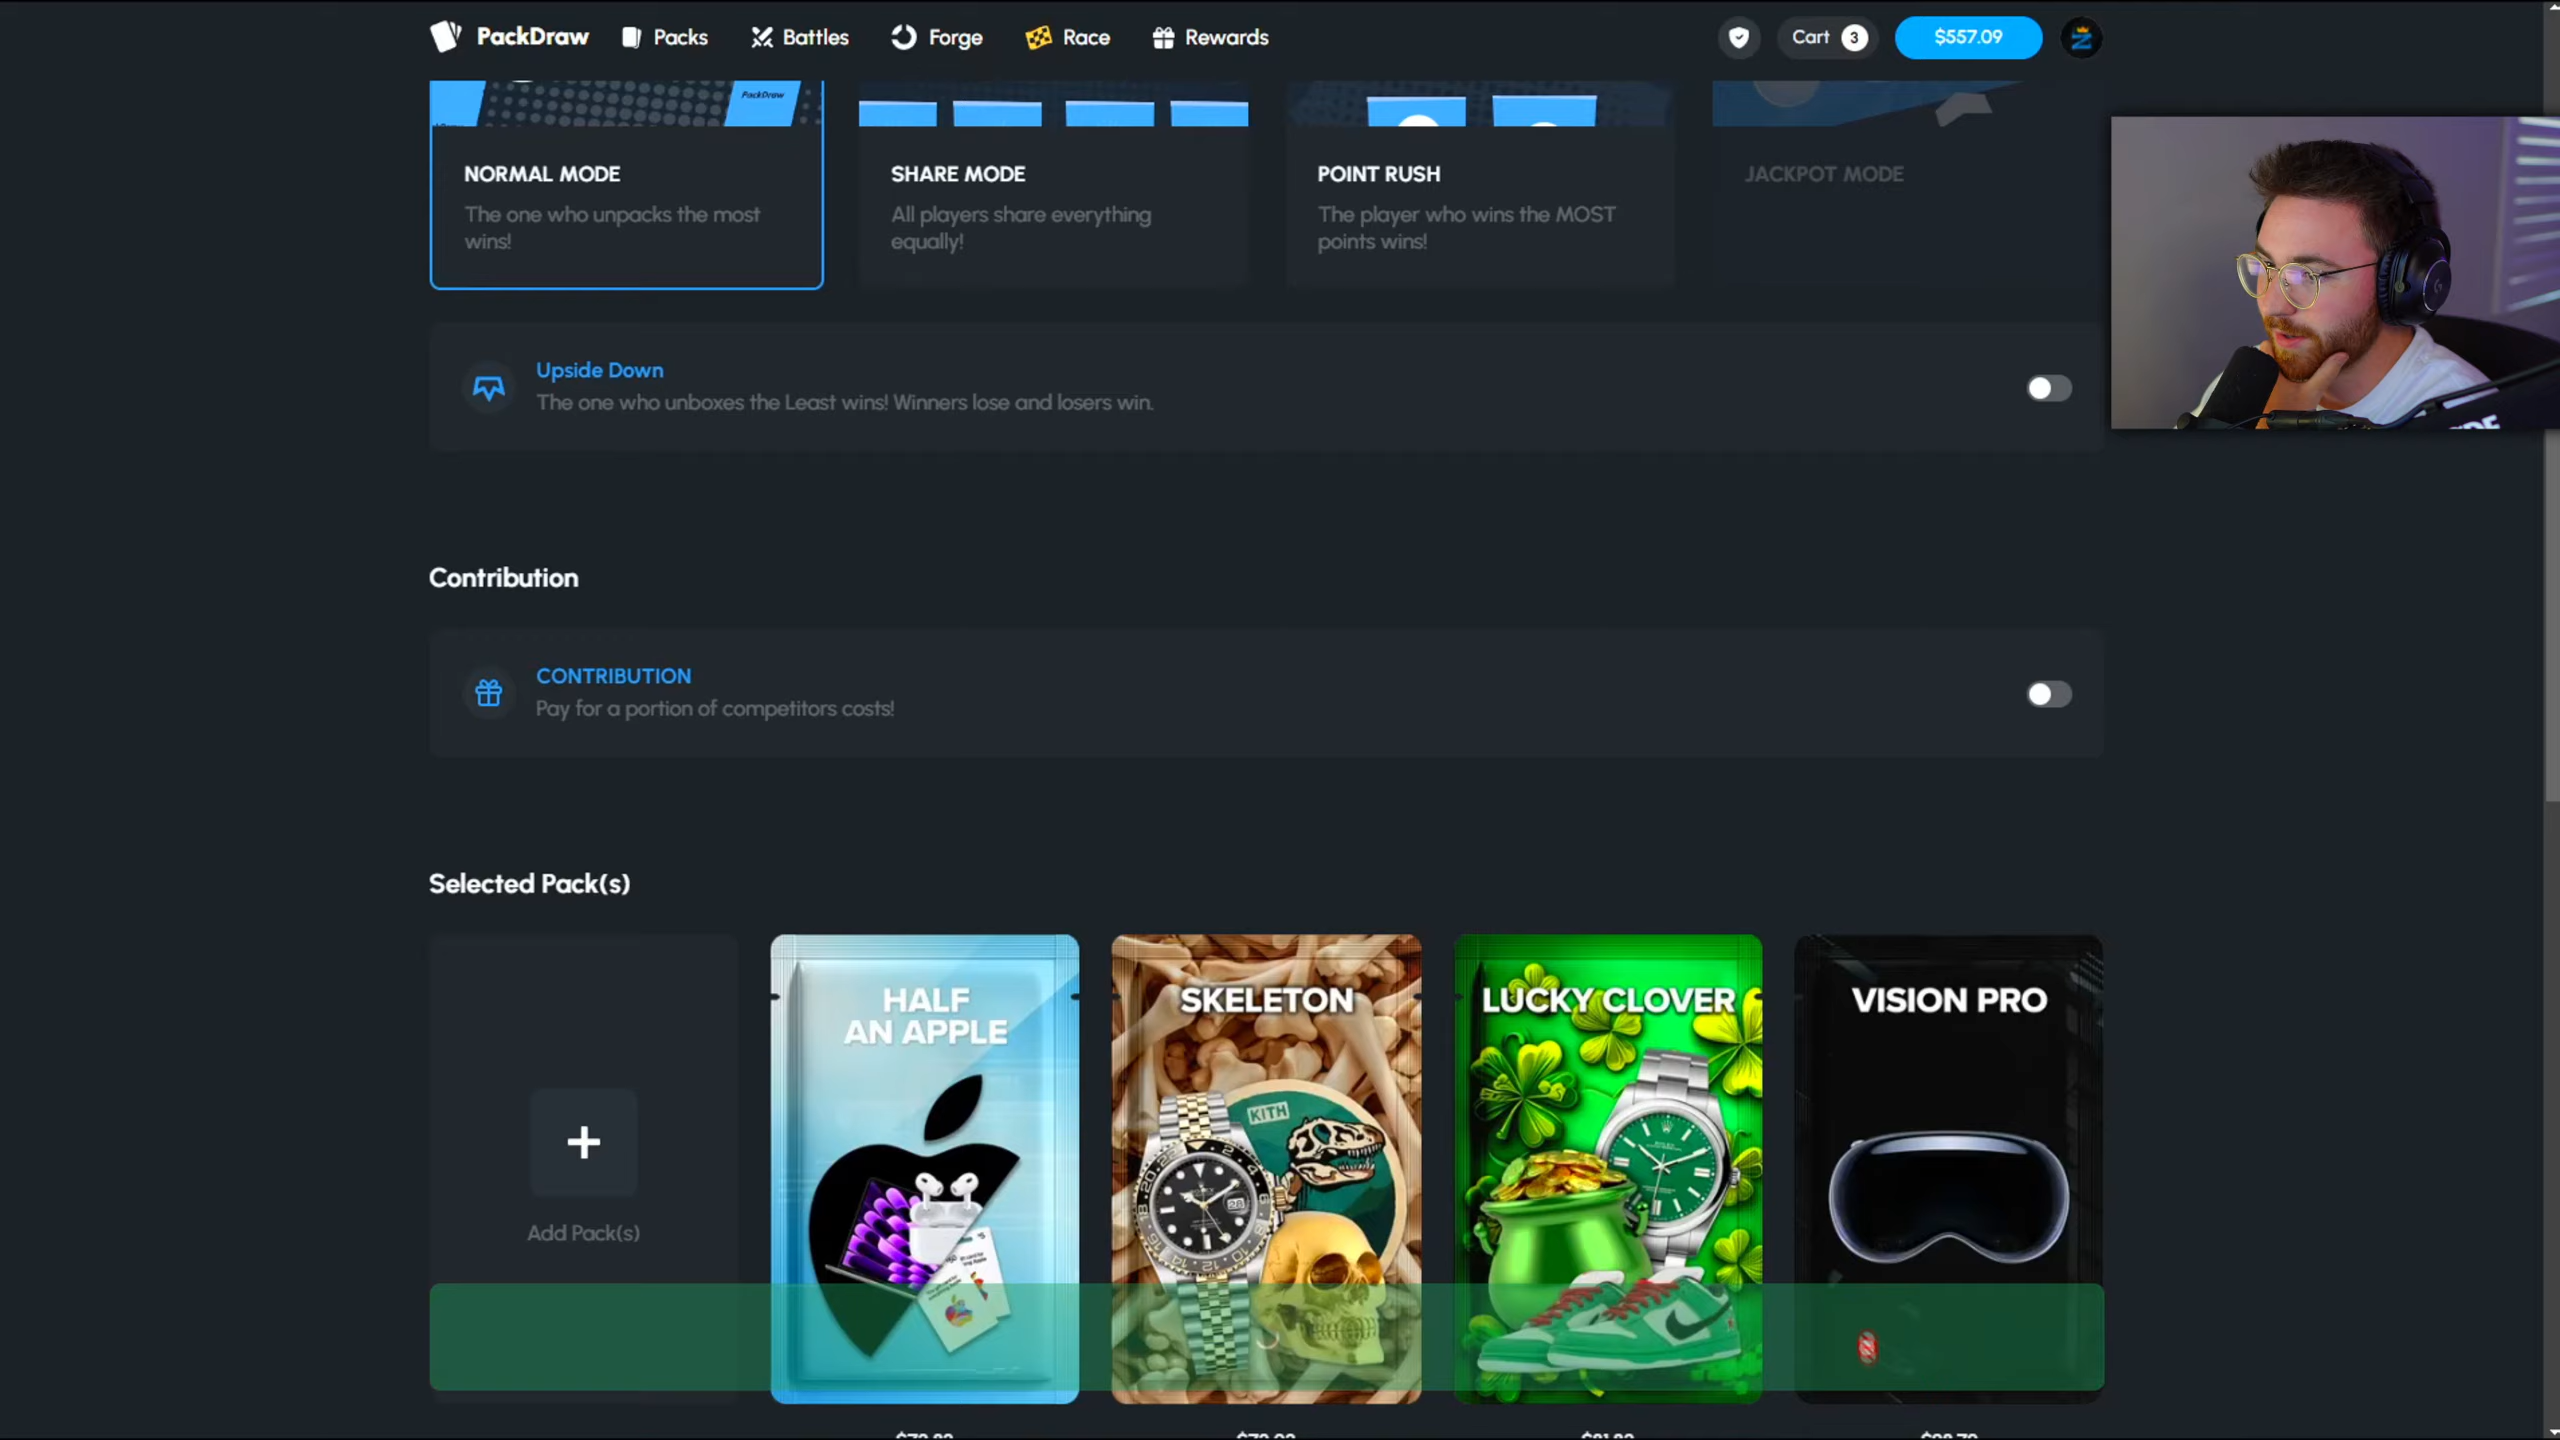 PackDraw
Packs
Battles
Forge
Race
Rewards
Cart 3
$557.09
PackDraw
NORMAL MODE
The one who unpacks the most
wins!
SHARE MODE
All players share everything
equally!
POINT RUSH
The player who wins the MOST
points wins!
JACKPOT MODE
Upside Down
The one who unboxes the Least wins! Winners lose and losers win.
Contribution
CONTRIBUTION
Pay for a portion of competitors costs!
Selected Pack(s)
Add Pack(s)
HALF
AN APPLE
SKELETON
KITH
LUCKY CLOVER
VISION PRO